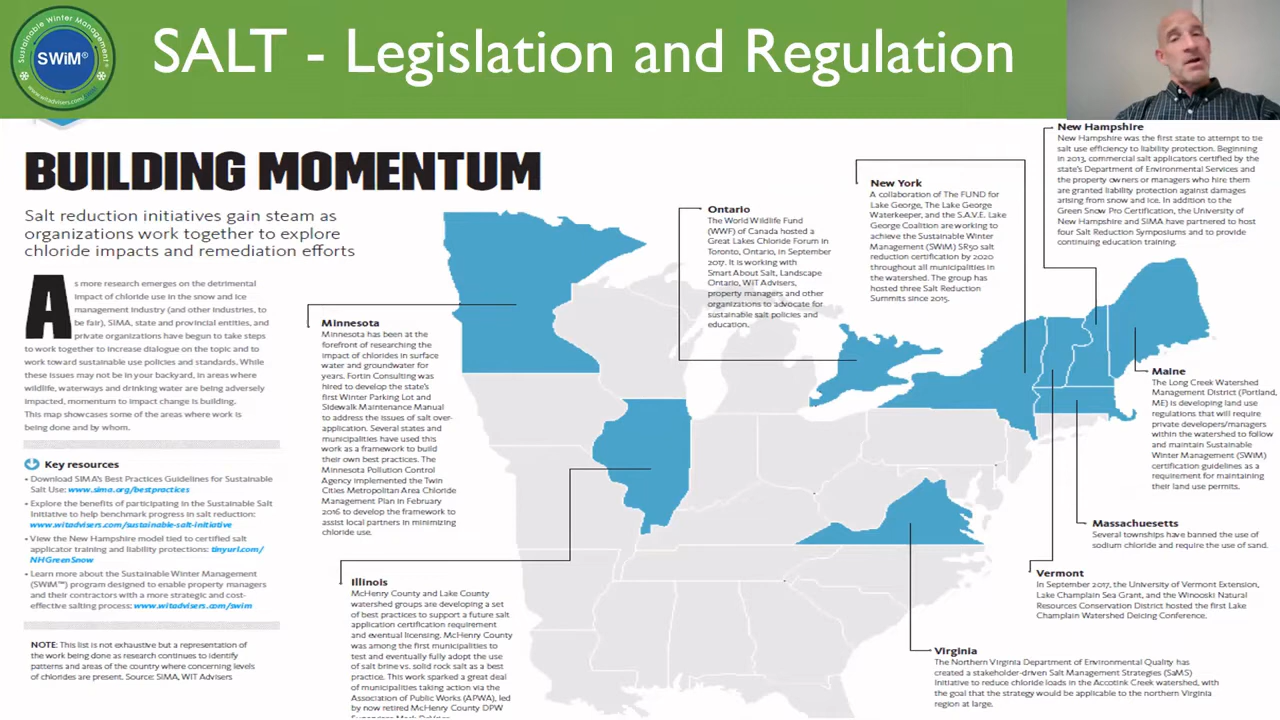 Sustainable Winter Management®
SWiM®
www.witadvisers.com/swim
SALT - Legislation and Regulation
BUILDING MOMENTUM
Salt reduction initiatives gain steam as
organizations work together to explore
chloride impacts and remediation efforts
As more research emerges on the detrimental
impact of chloride use in the snow and ice
management industry (and other industries, to
be fair), SIMA, state and provincial entities, and
private organizations have begun to take steps
to work together to increase dialogue on the topic and to
work toward sustainable use policies and standards. While
these issues may not be in your backyard, in areas where
wildlife, waterways and drinking water are being adversely
impacted, momentum to impact change is building.
This map showcases some of the areas where work is
being done and by whom.
Key resources
• Download SIMA's Best Practices Guidelines for Sustainable
Salt Use: www.sima.org/bestpractices
• Explore the benefits of participating in the Sustainable Salt
Initiative to help benchmark progress in salt reduction:
www.witadvisers.com/sustainable-salt-initiative
• View the New Hampshire model tied to certified salt
applicator training and liability protections: tinyurl.com/
NHGreenSnow
• Learn more about the Sustainable Winter Management
(SWiM™) program designed to enable property managers
and their contractors with a more strategic and cost-
effective salting process: www.witadvisers.com/swim
NOTE: This list is not exhaustive but a representation of
the work being done as research continues to identify
patterns and areas of the country where concerning levels
of chlorides are present. Source: SIMA, WIT Advisers
Minnesota
Minnesota has been at the
forefront of researching the
impact of chlorides in surface
water and groundwater for
years. Fortin Consulting was
hired to develop the state's
first Winter Parking Lot and
Sidewalk Maintenance Manual
to address the issues of salt over-
application. Several states and
municipalities have used this
work as a framework to build
their own best practices. The
Minnesota Pollution Control
Agency implemented the Twin
Cities Metropolitan Area Chloride
Management Plan in February
2016 to develop the framework to
assist local partners in minimizing
chloride use.
Illinois
McHenry County and Lake County
watershed groups are developing a set
of best practices to support a future salt
application certification requirement
and eventual licensing. McHenry County
was among the first municipalities to
test and eventually fully adopt the use
of salt brine vs. solid rock salt as a best
practice. This work sparked a great deal
of municipalities taking action via the
Association of Public Works (APWA), led
by now retired McHenry County DPW
Ontario
The World Wildlife Fund
(WWF) of Canada hosted a
Great Lakes Chloride Forum in
Toronto, Ontario, in September
2017. It is working with
Smart About Salt, Landscape
Ontario, WIT Advisers,
property managers and other
organizations to advocate for
sustainable salt policies and
education.
New York
A collaboration of The FUND for
Lake George, The Lake George
Waterkeeper, and the S.A.V.E. Lake
George Coalition are working to
achieve the Sustainable Winter
Management (SWiM) SR50 salt
reduction certification by 2020
throughout all municipalities in
the watershed. The group has
hosted three Salt Reduction
Summits since 2015.
New Hampshire
New Hampshire was the first state to attempt to tie
salt use efficiency to liability protection. Beginning
in 2013, commercial salt applicators certified by the
state's Department of Environmental Services and
the property owners or managers who hire them
are granted liability protection against damages
arising from snow and ice. In addition to the
Green Snow Pro Certification, the University of
New Hampshire and SIMA have partnered to host
four Salt Reduction Symposiums and to provide
continuing education training.
Maine
The Long Creek Watershed
Management District (Portland,
ME) is developing land use
regulations that will require
private developers/managers
within the watershed to follow
and maintain Sustainable
Winter Management (SWiM)
certification guidelines as a
requirement for maintaining
their land use permits.
Massachuesetts
Several townships have banned the use of
sodium chloride and require the use of sand.
Vermont
In September 2017, the University of Vermont Extension,
Lake Champlain Sea Grant, and the Winooski Natural
Resources Conservation District hosted the first Lake
Champlain Watershed Deicing Conference.
Virginia
The Northern Virginia Department of Environmental Quality has
created a stakeholder-driven Salt Management Strategies (SaMS)
Initiative to reduce chloride loads in the Accotink Creek watershed, with
the goal that the strategy would be applicable to the northern Virginia
region at large.